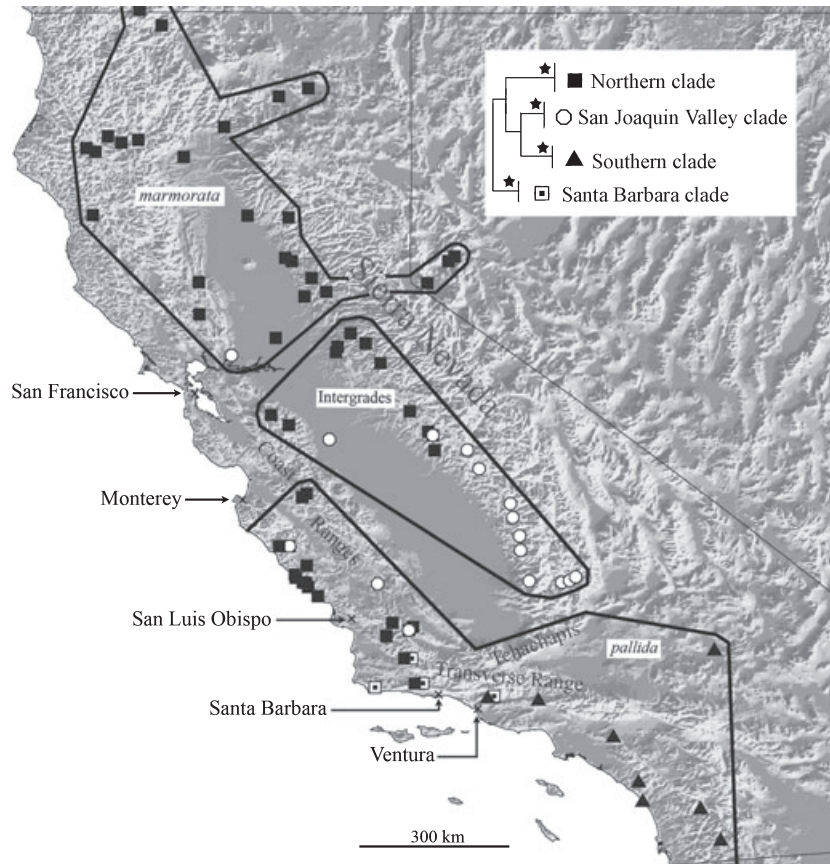 Northern clade
San Joaquin Valley clade
Southern clade
Santa Barbara clade
marmorata
Sierra Nevada
San Francisco
Intergrades
Coast
Ranges
Monterey
San Luis Obispo
Tehachapis
pallida
Transverse Range
Santa Barbara
Ventura
300 km